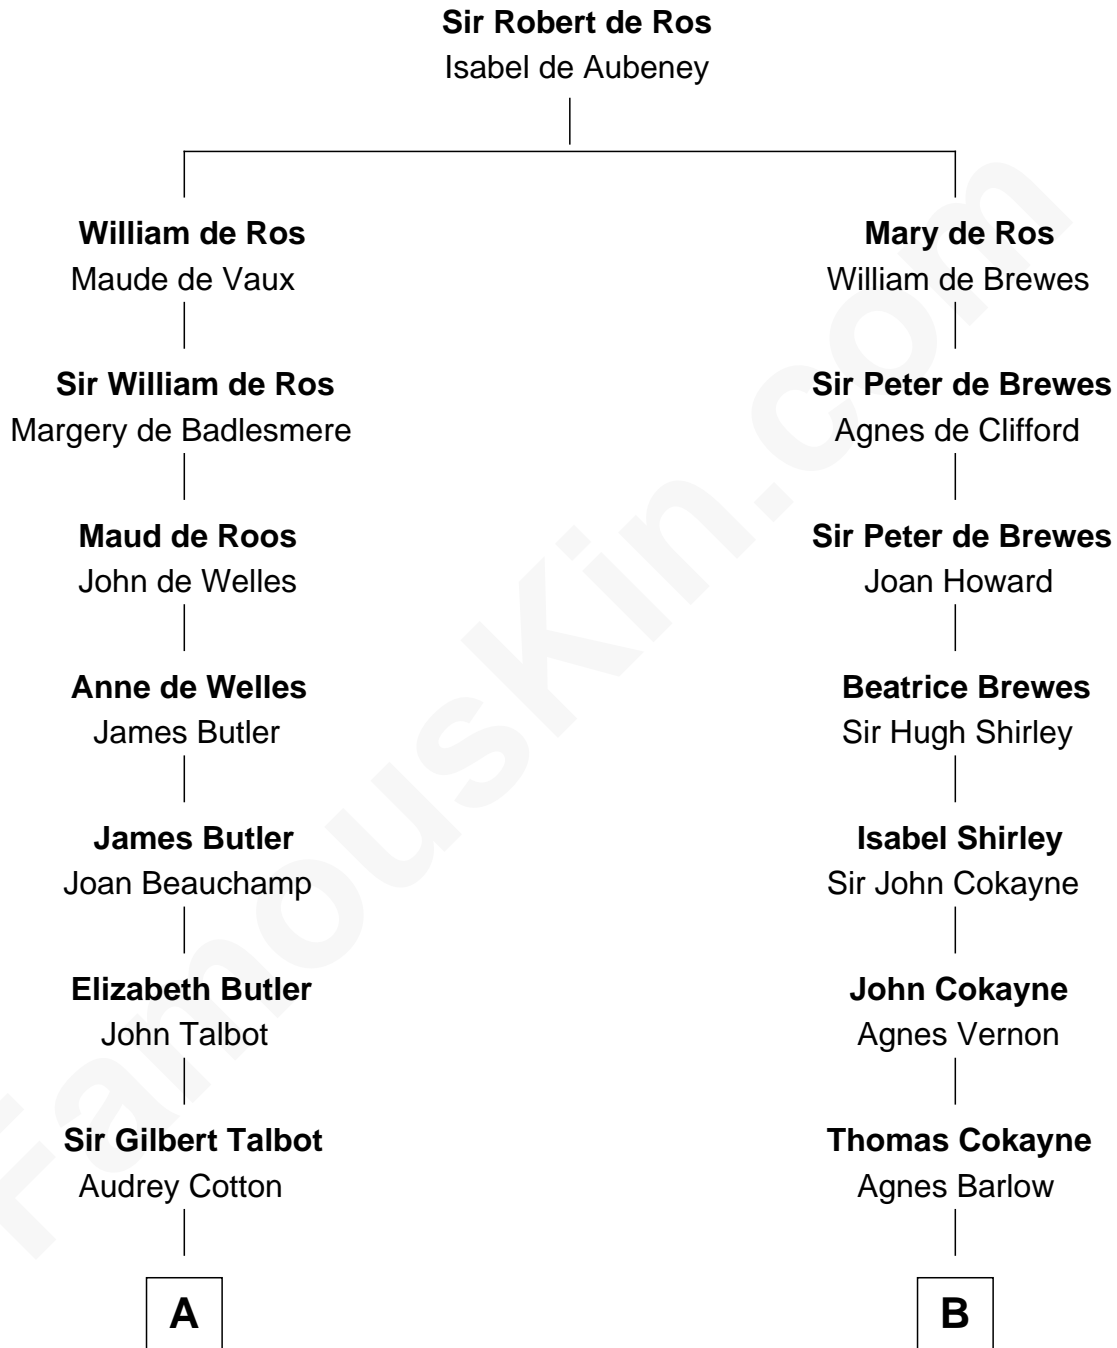 Sir Robert de Ros
Isabel de Aubeney
William de Ros
Maude de Vaux
Mary de Ros
William de Brewes
Sir William de Ros
Margery de Badlesmere
Sir Peter de Brewes
Agnes de Clifford
Maud de Roos
John de Welles
Sir Peter de Brewes
Joan Howard
Anne de Welles
James Butler
Beatrice Brewes
Sir Hugh Shirley
James Butler
Joan Beauchamp
Isabel Shirley
Sir John Cokayne
Elizabeth Butler
John Talbot
John Cokayne
Agnes Vernon
Sir Gilbert Talbot
Audrey Cotton
Thomas Cokayne
Agnes Barlow
A
B
FamousKin.com